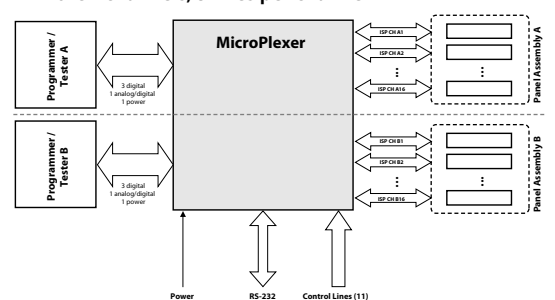 MicroPlexer
Programmer /
Tester A
3 digital
1 analog/digital
1 power
ISP CH A1
ISP CH A2
ISP CH A16
Panel Assembly A
Programmer /
Tester B
3 digital
1 analog/digital
1 power
ISP CH B1
ISP CH B2
ISP CH B16
Panel Assembly B
Power
RS-232
Control Lines (11)